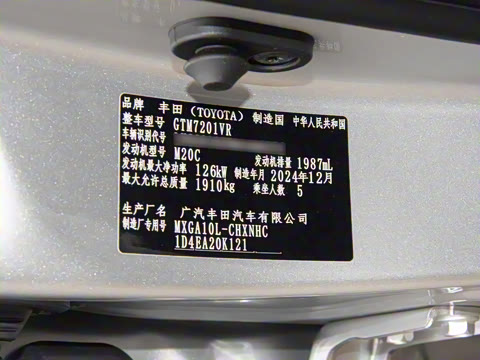 品牌 丰田(TOYOTA) 制造国 中华人民共和国
整车型号 GTM7201VR
车辆识别代号
发动机型号 M20C 发动机排量 1987mL
发动机最大净功率 126kW 制造年月 2024年12月
最大允许总质量 1910kg 乘坐人数 5
生产厂名 广汽丰田汽车有限公司
制造厂专用号 MXGA10L-CHXNHC
1D4EA20K121